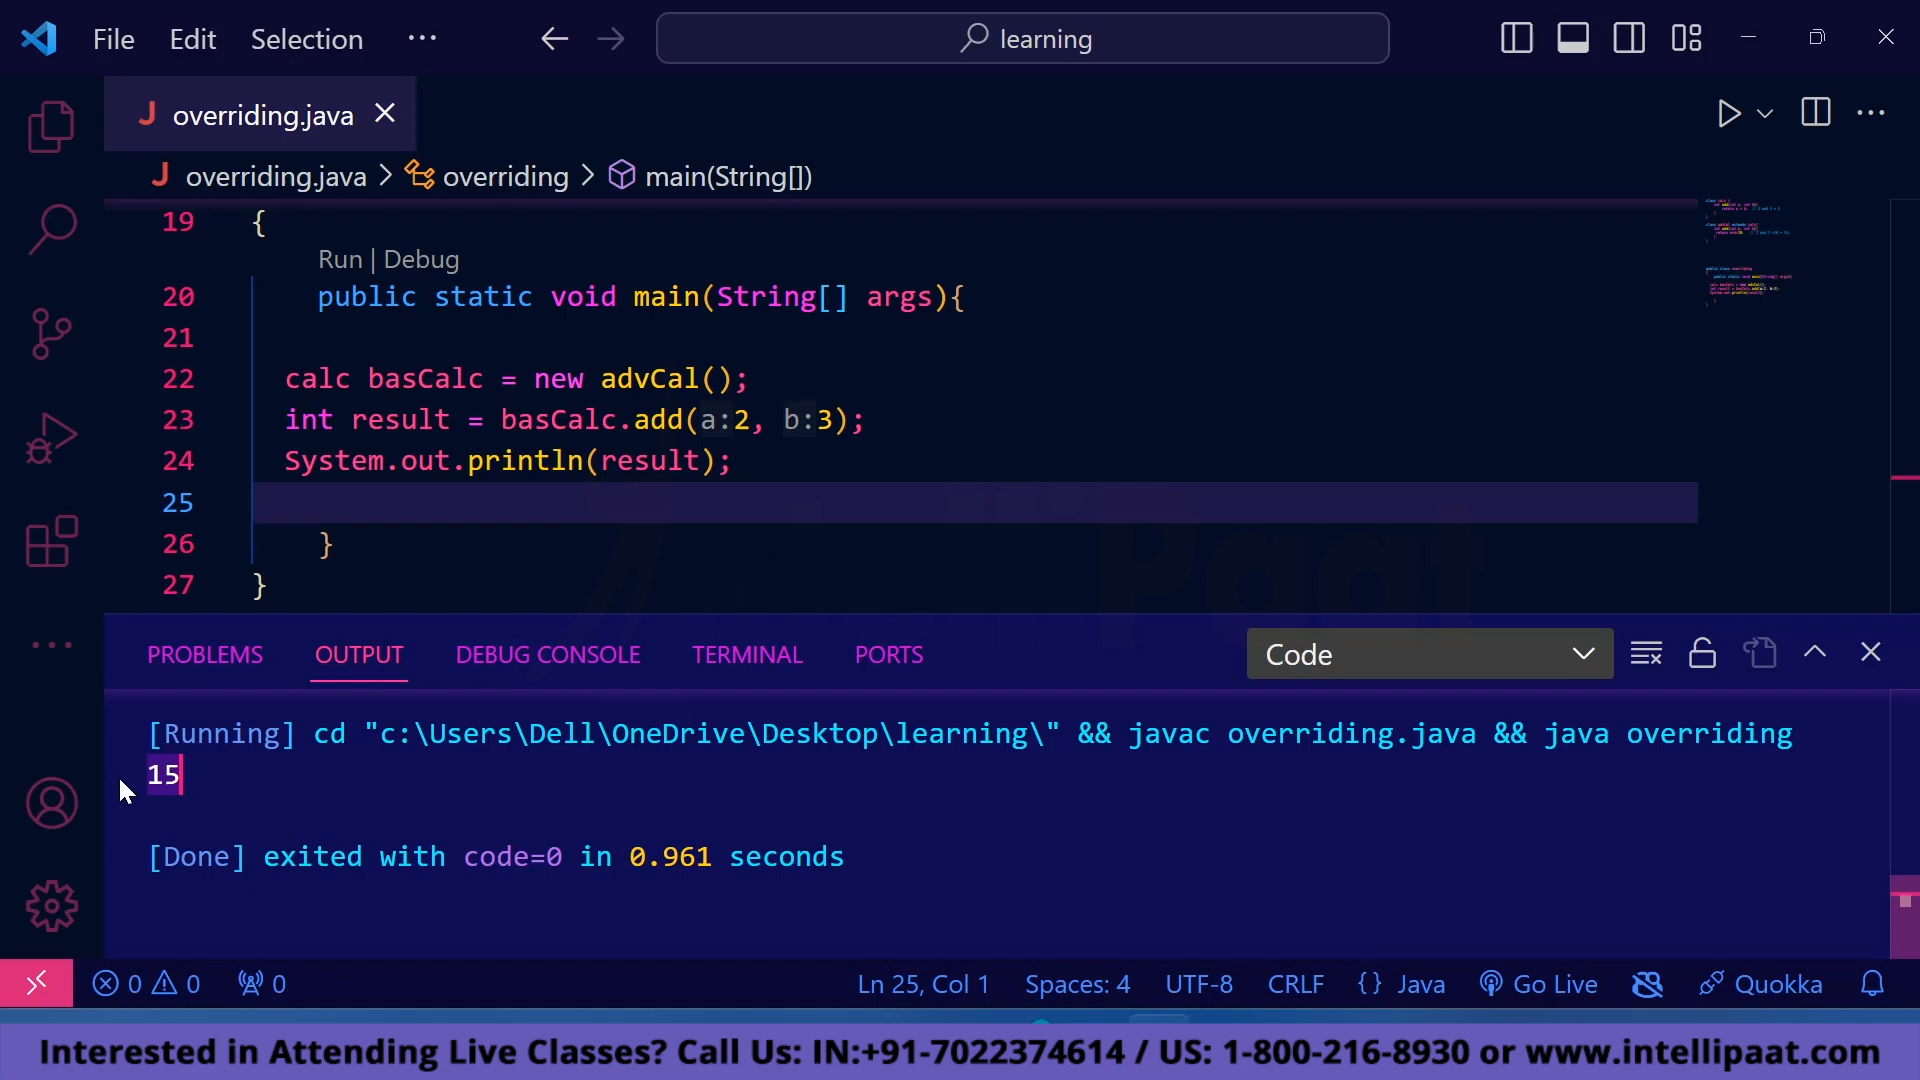 File Edit Selection ··· learning
overriding.java
overriding.java > overriding > main(String[])
19 {
Run | Debug
20 public static void main(String[] args){
21
22 calc basCalc = new advCal();
23 int result = basCalc.add(a:2, b:3);
24 System.out.println(result);
25
26 }
27 }
PROBLEMS OUTPUT DEBUG CONSOLE TERMINAL PORTS Code
[Running] cd "c:\Users\Dell\OneDrive\Desktop\learning\" && javac overriding.java && java overriding
15
[Done] exited with code=0 in 0.961 seconds
0 0 0 Ln 25, Col 1 Spaces: 4 UTF-8 CRLF {} Java Go Live Quokka
Interested in Attending Live Classes? Call Us: IN:+91-7022374614 / US: 1-800-216-8930 or www.intellipaat.com
IntelliPaat